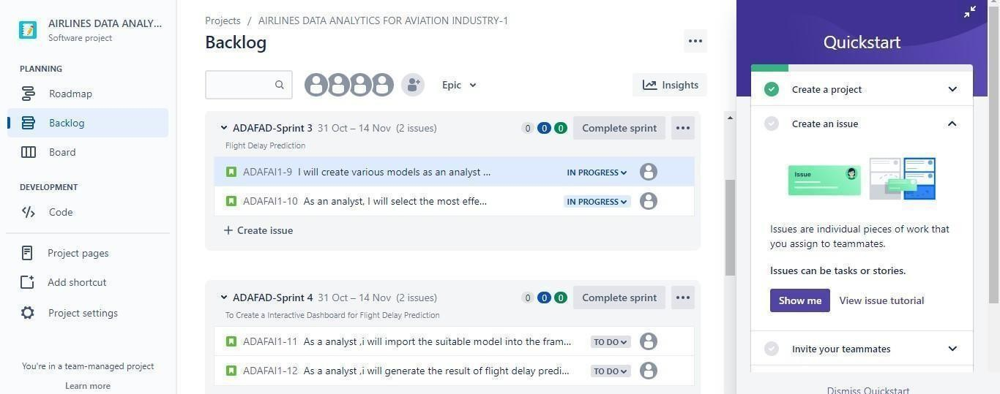 AIRLINES DATA ANALY...
Software project
PLANNING
Roadmap
Backlog
Board
DEVELOPMENT
Code
Project pages
Add shortcut
Project settings
You're in a team-managed project
Learn more
Projects / AIRLINES DATA ANALYTICS FOR AVIATION INDUSTRY-1
Backlog
Epic
Insights
ADAFAD-Sprint 3 31 Oct – 14 Nov (2 issues) 0 0 0 Complete sprint
Flight Delay Prediction
ADAFAI1-9 I will create various models as an analyst ... IN PROGRESS
ADAFAI1-10 As an analyst, I will select the most effe... IN PROGRESS
+ Create issue
ADAFAD-Sprint 4 31 Oct – 14 Nov (2 issues) 0 0 0 Complete sprint
To Create a Interactive Dashboard for Flight Delay Prediction
ADAFAI1-11 As a analyst ,i will import the suitable model into the fram... TO DO
ADAFAI1-12 As a analyst ,i will generate the result of flight delay predi... TO DO
Quickstart
Create a project
Create an issue
Issue
Issues are individual pieces of work that
you assign to teammates.
Issues can be tasks or stories.
Show me View issue tutorial
Invite your teammates
Dismiss Quickstart